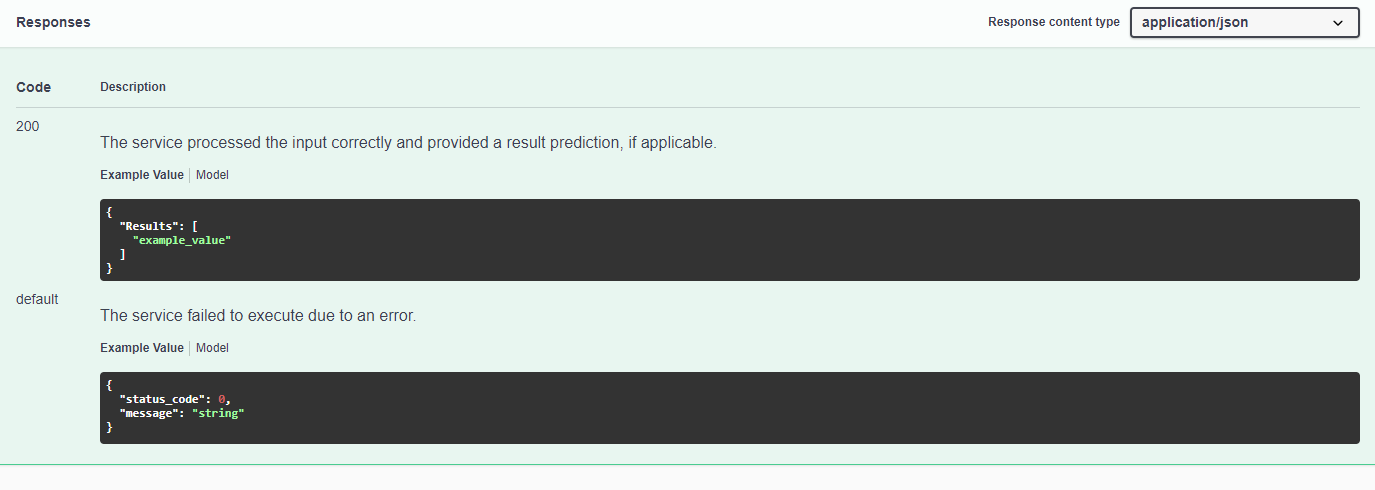 Responses
Response content type application/json
Code Description
200
The service processed the input correctly and provided a result prediction, if applicable.
Example Value Model
{
  "Results": [
    "example_value"
  ]
}
default
The service failed to execute due to an error.
Example Value Model
{
  "status_code": 0,
  "message": "string"
}